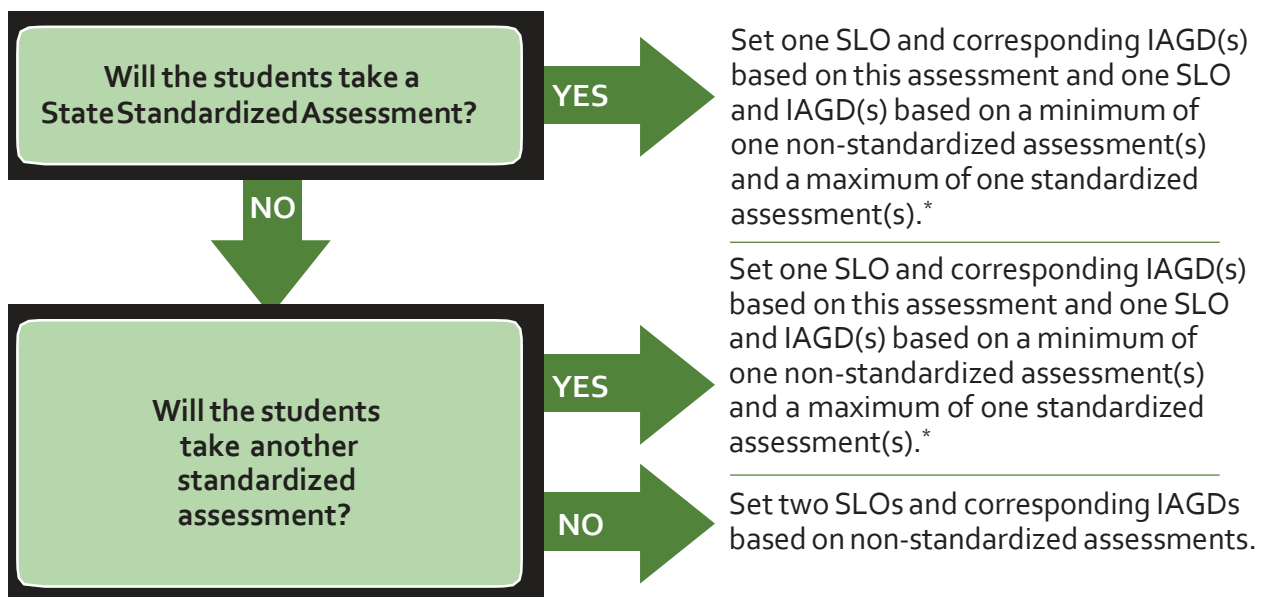 Will the students take a
State Standardized Assessment?
YES
Set one SLO and corresponding IAGD(s)
based on this assessment and one SLO
and IAGD(s) based on a minimum of
one non-standardized assessment(s)
and a maximum of one standardized
assessment(s).*
NO
Will the students
take another
standardized
assessment?
YES
Set one SLO and corresponding IAGD(s)
based on this assessment and one SLO
and IAGD(s) based on a minimum of
one non-standardized assessment(s)
and a maximum of one standardized
assessment(s).*
NO
Set two SLOs and corresponding IAGDs
based on non-standardized assessments.